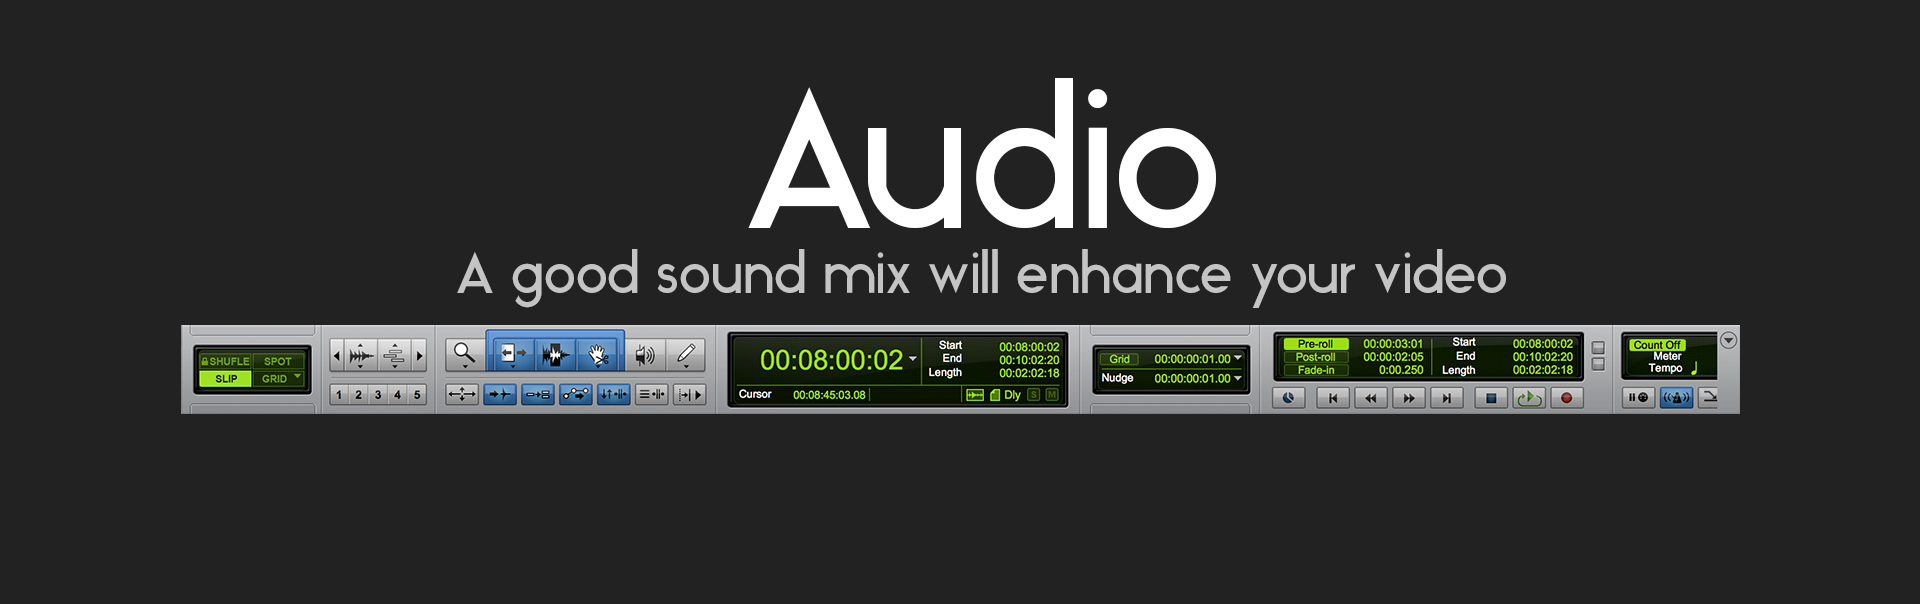 Audio
A good sound mix will enhance your video
SHUFLE SPOT
SLIP GRID
1 2 3 4 5
00:08:00:02
Start 00:08:00:02
End 00:10:02:20
Length 00:02:02:18
Cursor 00:08:45:03.08 Dly S M
Grid 00:00:00:01.00
Nudge 00:00:00:01.00
Pre-roll 00:00:03:01
Post-roll 00:00:02:05
Fade-in 0:00.250
Start 00:08:00:02
End 00:10:02:20
Length 00:02:02:18
Count Off
Meter
Tempo